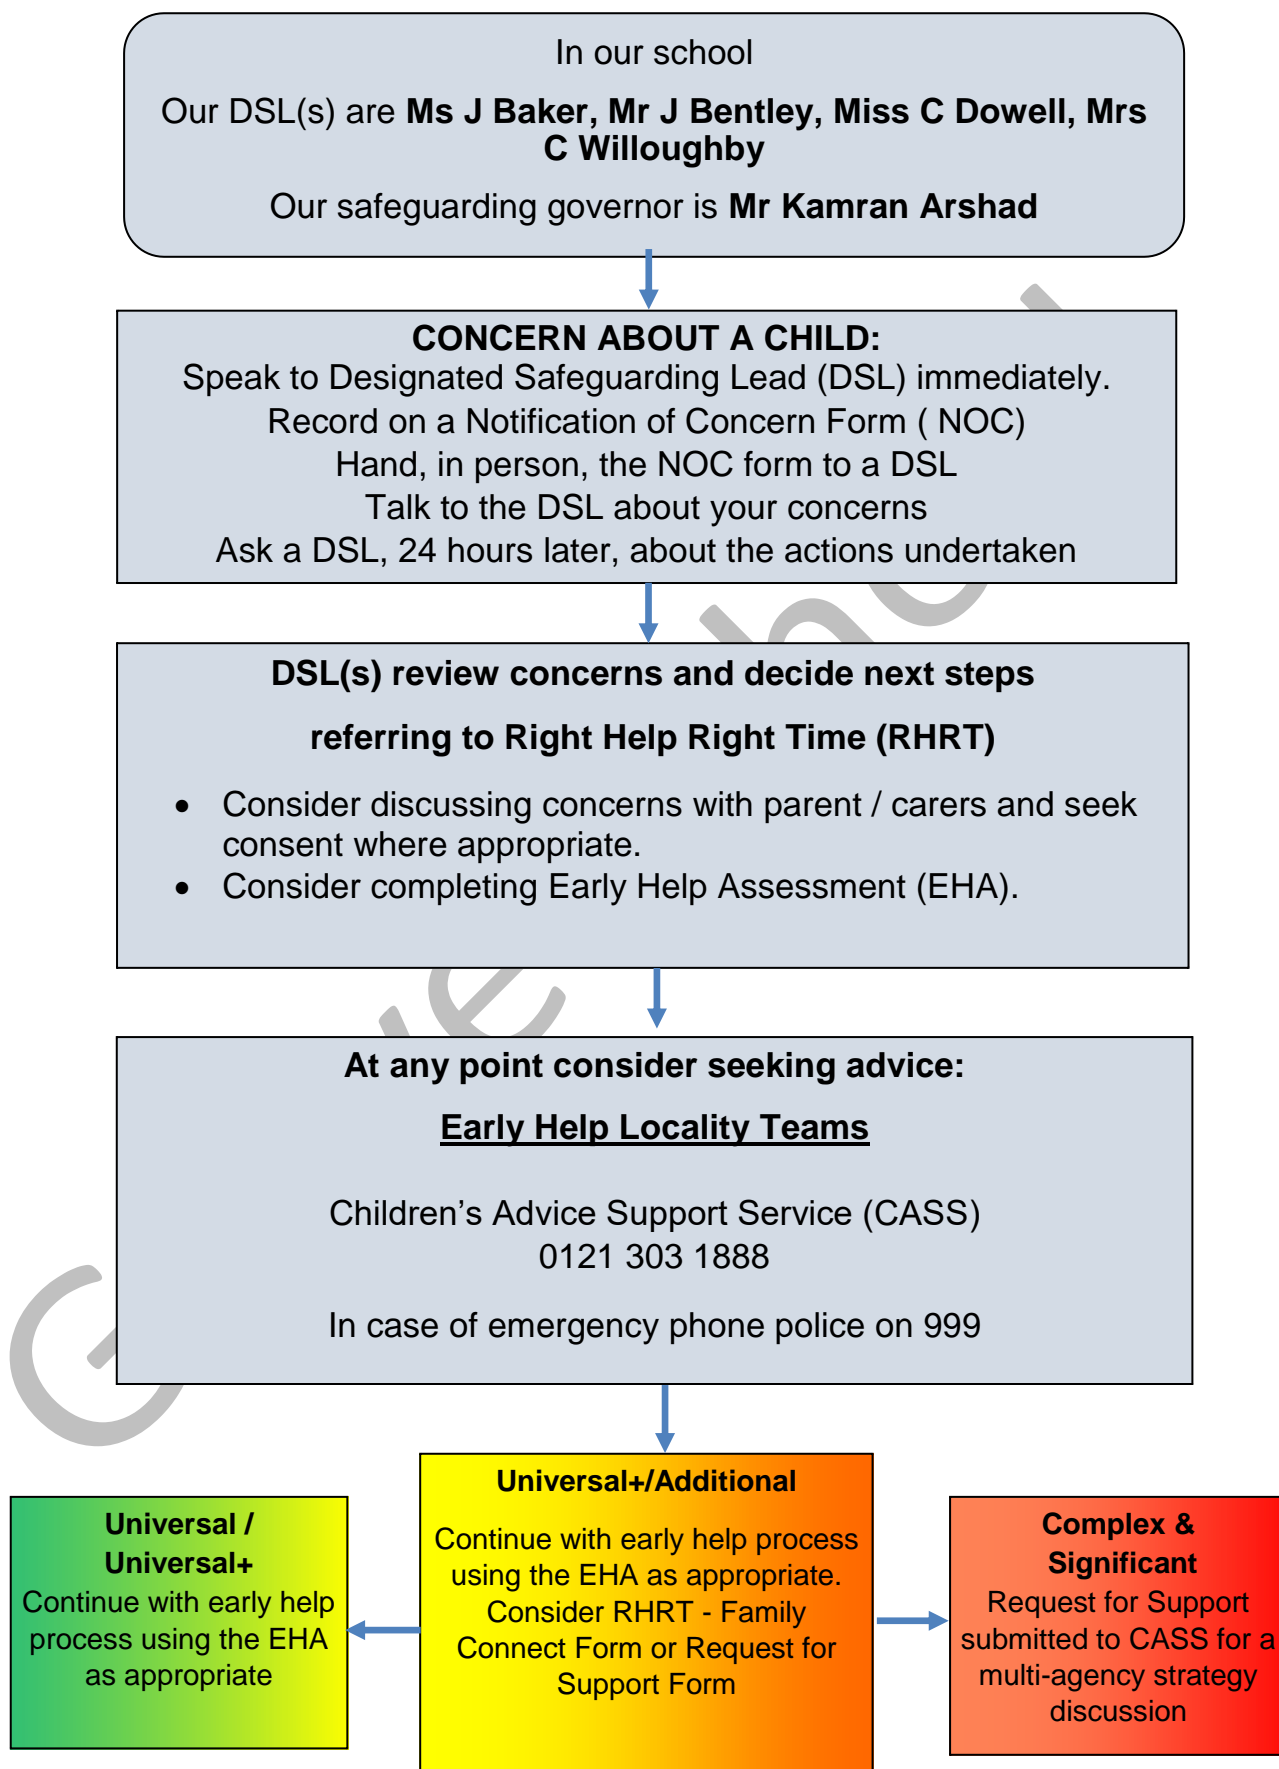 In our school
Our DSL(s) are Ms J Baker, Mr J Bentley, Miss C Dowell, Mrs
C Willoughby
Our safeguarding governor is Mr Kamran Arshad
CONCERN ABOUT A CHILD:
Speak to Designated Safeguarding Lead (DSL) immediately.
Record on a Notification of Concern Form ( NOC)
Hand, in person, the NOC form to a DSL
Talk to the DSL about your concerns
Ask a DSL, 24 hours later, about the actions undertaken
DSL(s) review concerns and decide next steps
referring to Right Help Right Time (RHRT)
• Consider discussing concerns with parent / carers and seek
consent where appropriate.
• Consider completing Early Help Assessment (EHA).
At any point consider seeking advice:
Early Help Locality Teams
Children’s Advice Support Service (CASS)
0121 303 1888
In case of emergency phone police on 999
Universal /
Universal+
Continue with early help
process using the EHA
as appropriate
Universal+/Additional
Continue with early help process
using the EHA as appropriate.
Consider RHRT - Family
Connect Form or Request for
Support Form
Complex &
Significant
Request for Support
submitted to CASS for a
multi-agency strategy
discussion